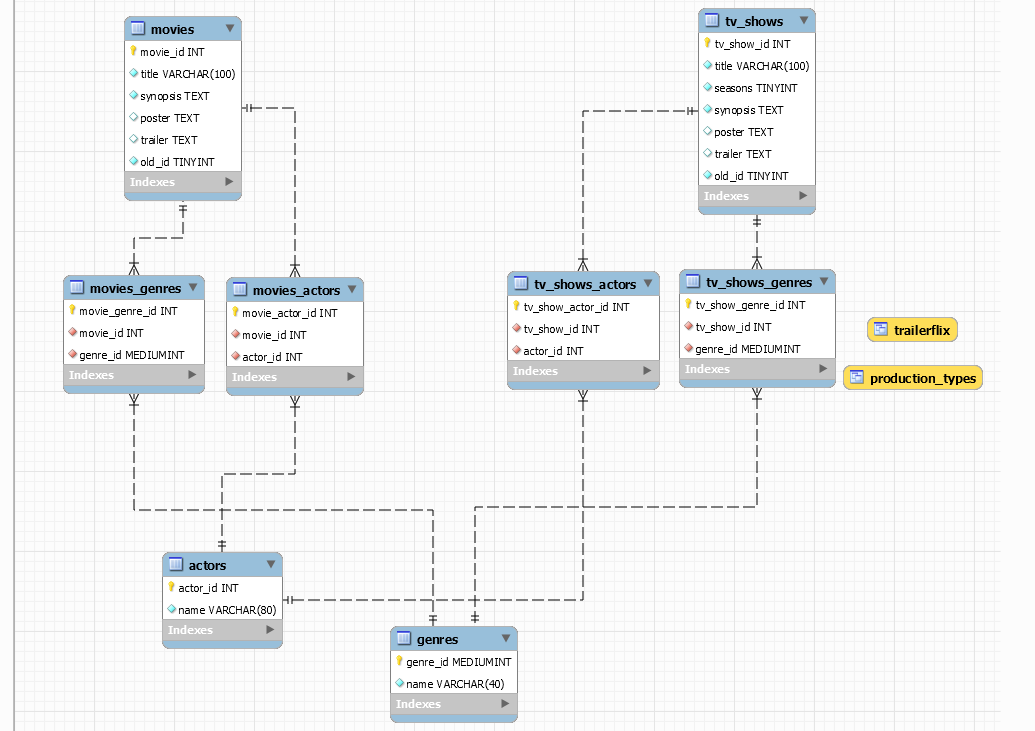 movies
movie_id INT
title VARCHAR(100)
synopsis TEXT
poster TEXT
trailer TEXT
old_id TINYINT
Indexes
tv_shows
tv_show_id INT
title VARCHAR(100)
seasons TINYINT
synopsis TEXT
poster TEXT
trailer TEXT
old_id TINYINT
Indexes
movies_genres
movie_genre_id INT
movie_id INT
genre_id MEDIUMINT
Indexes
movies_actors
movie_actor_id INT
movie_id INT
actor_id INT
Indexes
tv_shows_actors
tv_show_actor_id INT
tv_show_id INT
actor_id INT
Indexes
tv_shows_genres
tv_show_genre_id INT
tv_show_id INT
genre_id MEDIUMINT
Indexes
trailerflix
production_types
actors
actor_id INT
name VARCHAR(80)
Indexes
genres
genre_id MEDIUMINT
name VARCHAR(40)
Indexes